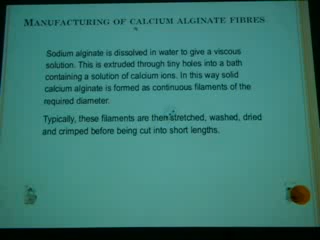 MANUFACTURING OF CALCIUM ALGINATE FIBRES
Sodium alginate is dissolved in water to give a viscous
solution. This is extruded through tiny holes into a bath
containing a solution of calcium ions. In this way solid
calcium alginate is formed as continuous filaments of the
required diameter.
Typically, these filaments are then stretched, washed, dried
and crimped before being cut into short lengths.